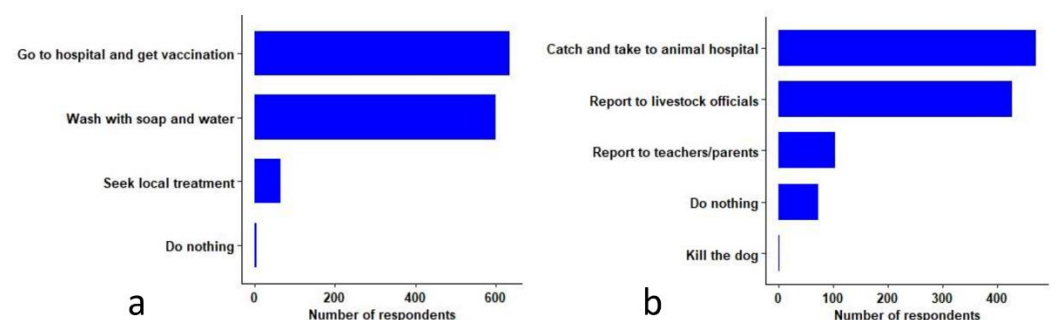 Go to hospital and get vaccination
Wash with soap and water
Seek local treatment
Do nothing
0 200 400 600
Number of respondents
a
Catch and take to animal hospital
Report to livestock officials
Report to teachers/parents
Do nothing
Kill the dog
0 100 200 300 400
Number of respondents
b